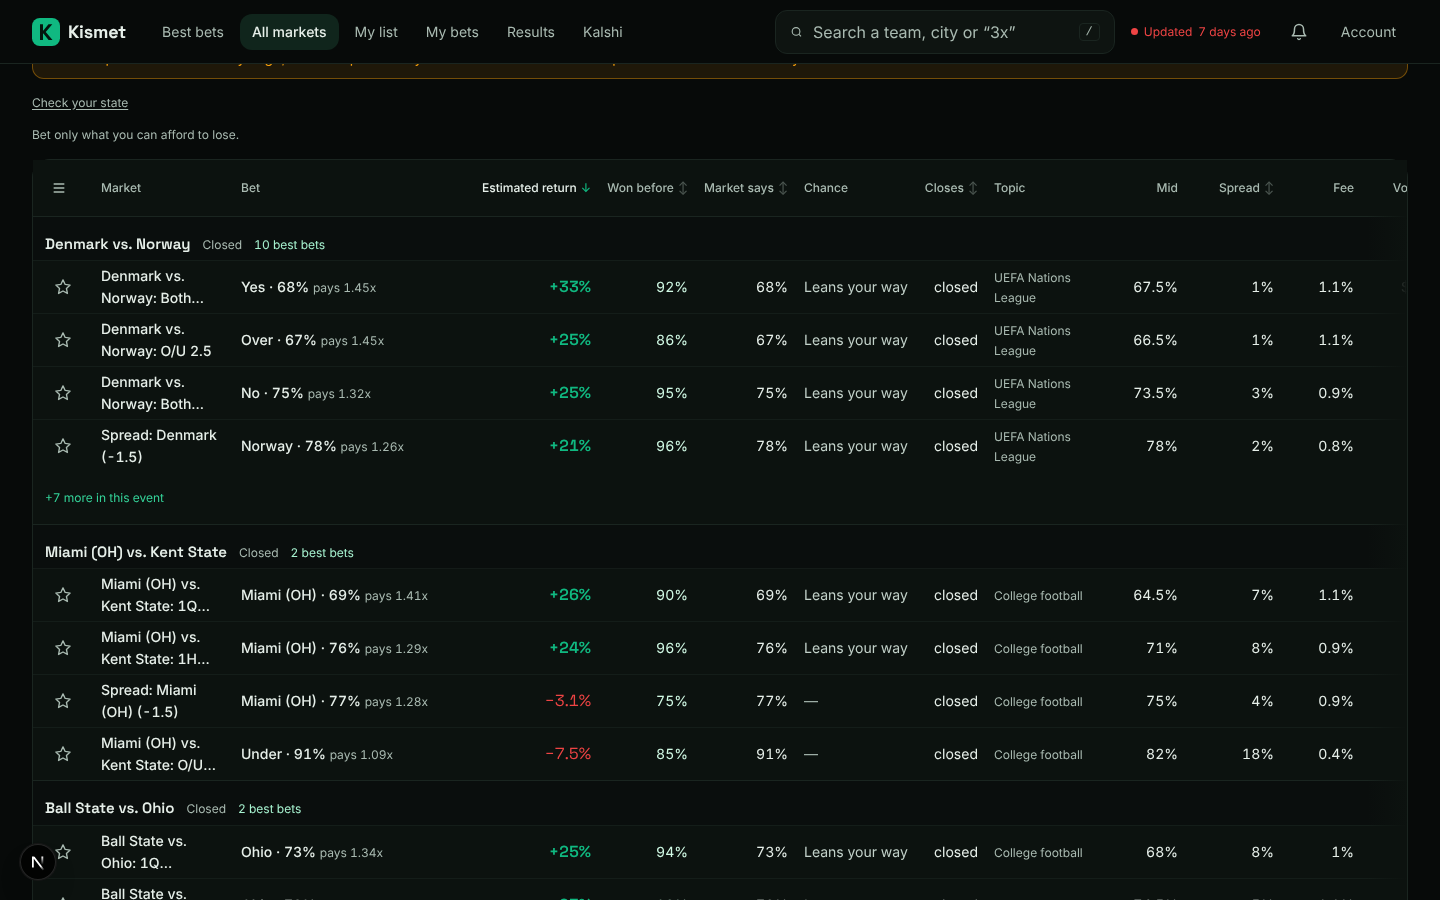 Kismet
Best bets
All markets
My list
My bets
Results
Kalshi
Search a team, city or “3x”
/
Updated 7 days ago
Account
Check your state
Bet only what you can afford to lose.
Market Bet Estimated return Won before Market says Chance Closes Topic Mid Spread Fee Vo
Denmark vs. Norway Closed 10 best bets
Denmark vs.
Norway: Both...
Yes · 68% pays 1.45x +33% 92% 68% Leans your way closed
UEFA Nations
League
67.5% 1% 1.1%
Denmark vs.
Norway: O/U 2.5
Over · 67% pays 1.45x +25% 86% 67% Leans your way closed
UEFA Nations
League
66.5% 1% 1.1%
Denmark vs.
Norway: Both...
No · 75% pays 1.32x +25% 95% 75% Leans your way closed
UEFA Nations
League
73.5% 3% 0.9%
Spread: Denmark
(-1.5)
Norway · 78% pays 1.26x +21% 96% 78% Leans your way closed
UEFA Nations
League
78% 2% 0.8%
+7 more in this event
Miami (OH) vs. Kent State Closed 2 best bets
Miami (OH) vs.
Kent State: 1Q...
Miami (OH) · 69% pays 1.41x +26% 90% 69% Leans your way closed College football 64.5% 7% 1.1%
Miami (OH) vs.
Kent State: 1H...
Miami (OH) · 76% pays 1.29x +24% 96% 76% Leans your way closed College football 71% 8% 0.9%
Spread: Miami
(OH) (-1.5)
Miami (OH) · 77% pays 1.28x −3.1% 75% 77% — closed College football 75% 4% 0.9%
Miami (OH) vs.
Kent State: O/U...
Under · 91% pays 1.09x −7.5% 85% 91% — closed College football 82% 18% 0.4%
Ball State vs. Ohio Closed 2 best bets
Ball State vs.
Ohio: 1Q...
Ohio · 73% pays 1.34x +25% 94% 73% Leans your way closed College football 68% 8% 1%
Ball State vs.